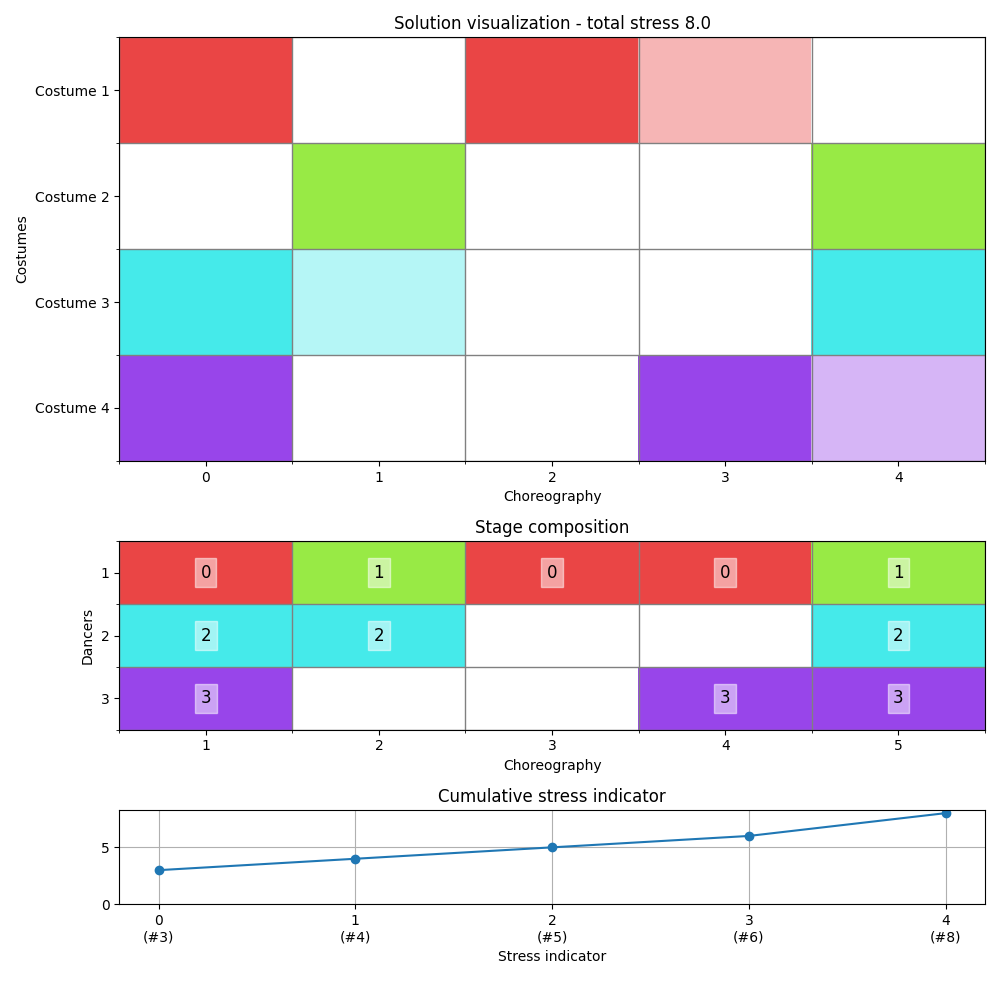 Solution visualization - total stress 8.0
Costumes
Costume 1
Costume 2
Costume 3
Costume 4
0 1 2 3 4
Choreography
Stage composition
Dancers
1 0 1 0 0 1
2 2 2 2
3 3 3 3
1 2 3 4 5
Choreography
Cumulative stress indicator
5
0
0 1 2 3 4
(#3) (#4) (#5) (#6) (#8)
Stress indicator